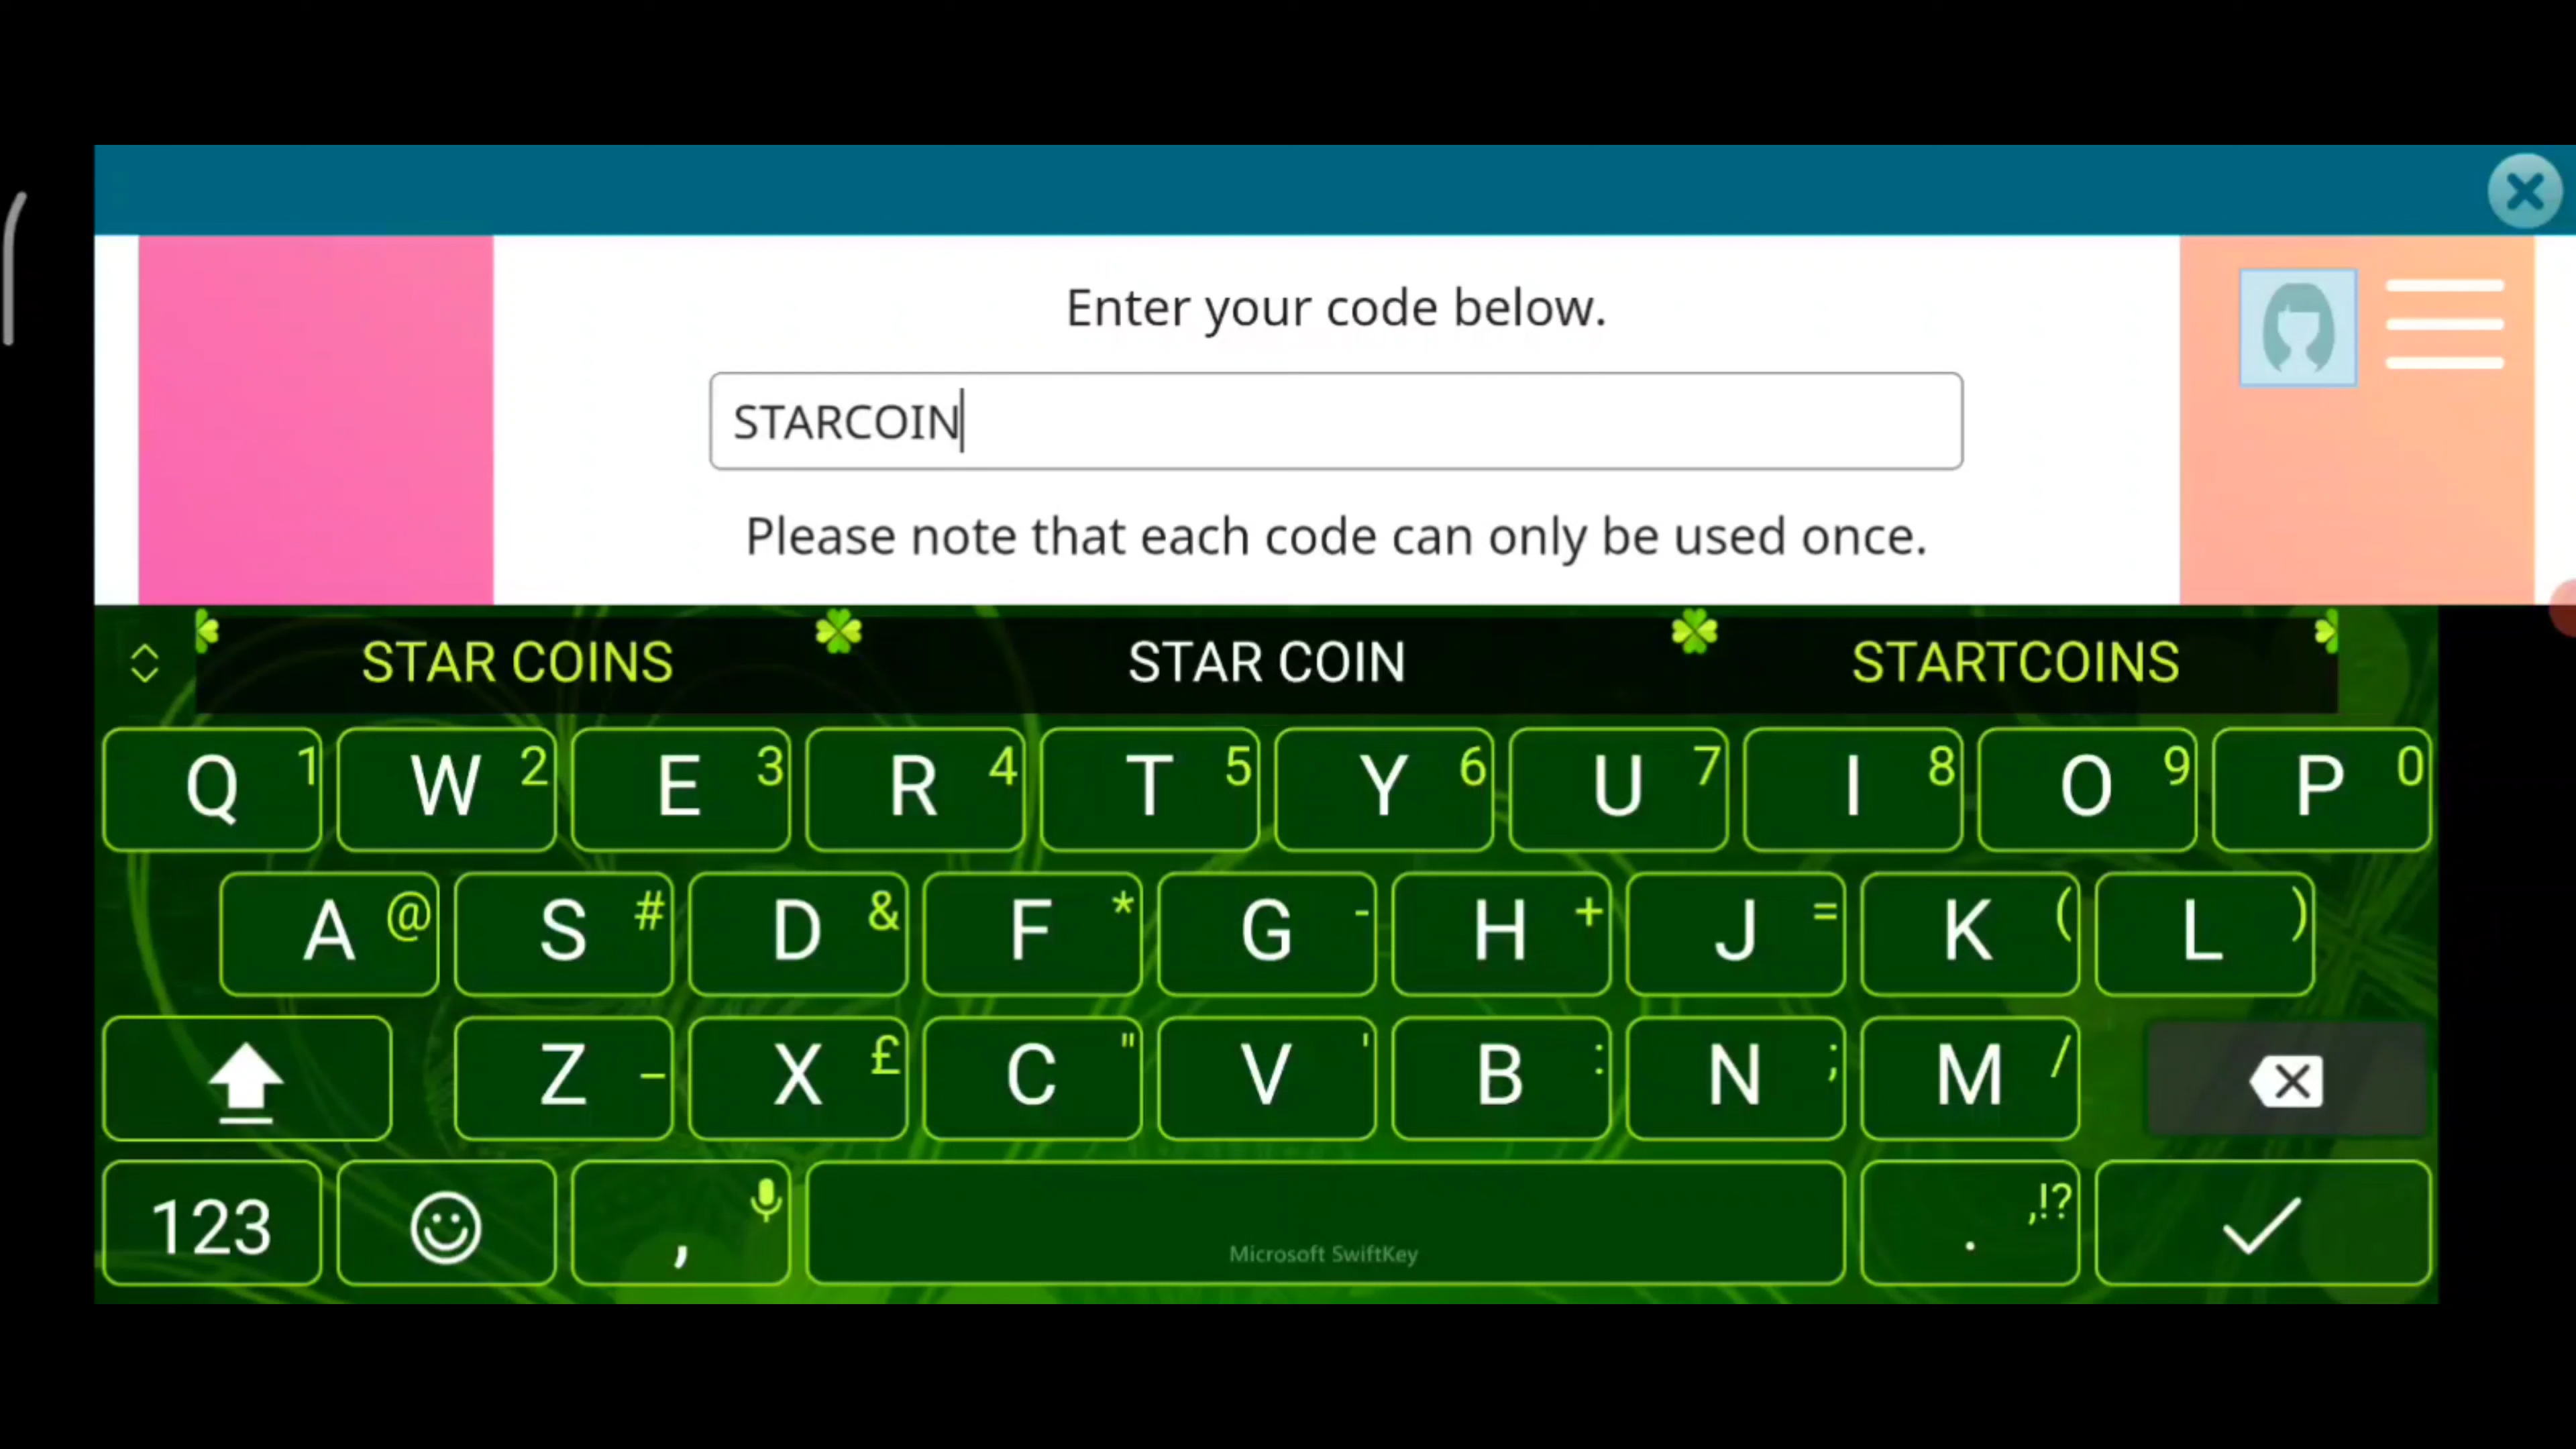 Enter your code below.
STARCOIN
Please note that each code can only be used once.
STAR COINS STAR COIN STARTCOINS
Q 1 W 2 E 3 R 4 T 5 Y 6 U 7 I 8 O 9 P 0
A @ S # D & F * G - H + J = K ( L )
Z _ X £ C " V ' B : N ; M /
123 , . ,!?
Microsoft SwiftKey